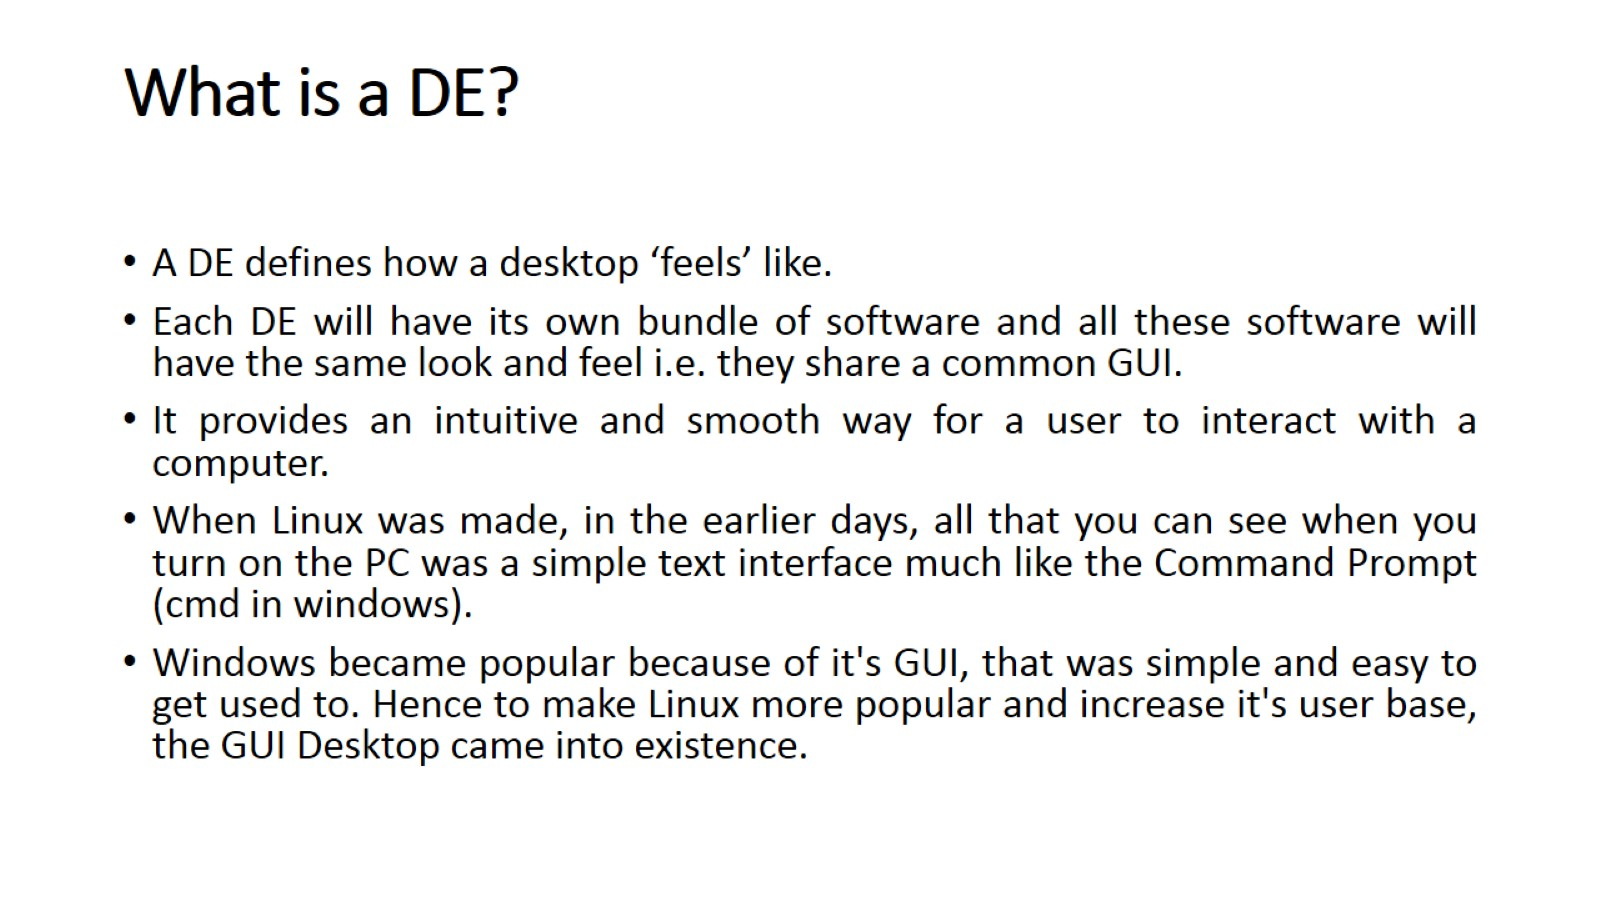 What is a DE?
• A DE defines how a desktop ‘feels’ like.
• Each DE will have its own bundle of software and all these software will
have the same look and feel i.e. they share a common GUI.
• It provides an intuitive and smooth way for a user to interact with a
computer.
• When Linux was made, in the earlier days, all that you can see when you
turn on the PC was a simple text interface much like the Command Prompt
(cmd in windows).
• Windows became popular because of it's GUI, that was simple and easy to
get used to. Hence to make Linux more popular and increase it's user base,
the GUI Desktop came into existence.